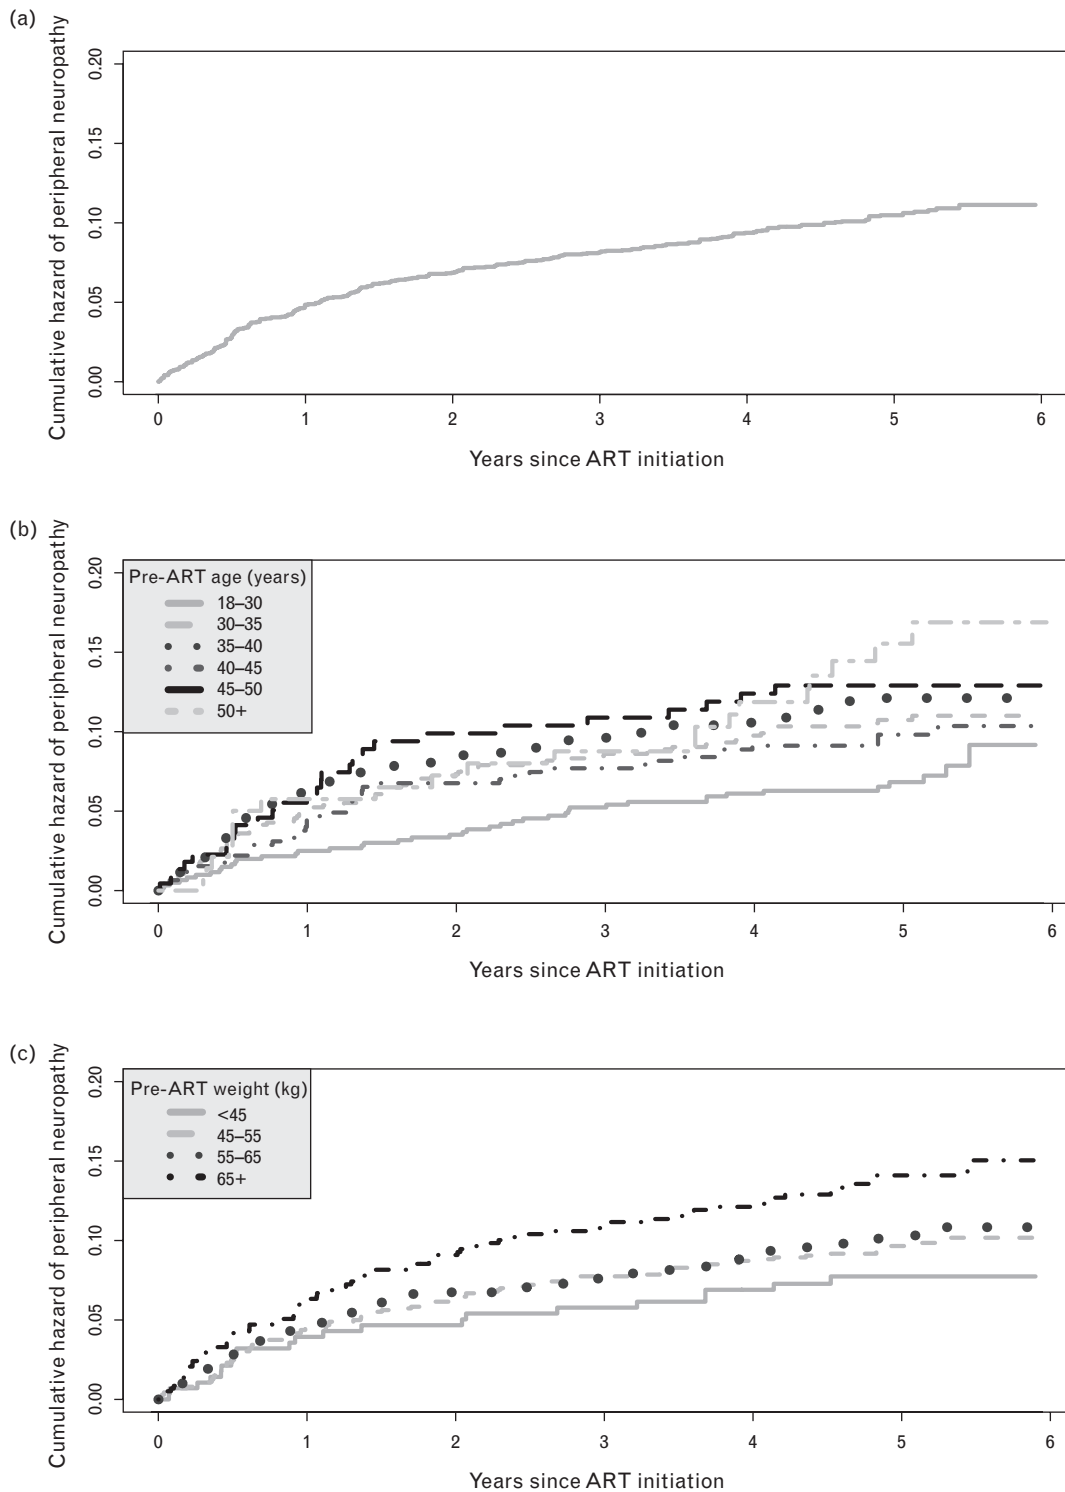 (a)
Cumulative hazard of peripheral neuropathy
0.20
0.15
0.10
0.05
0.00
0 1 2 3 4 5 6
Years since ART initiation
(b)
Cumulative hazard of peripheral neuropathy
0.20
0.15
0.10
0.05
0.00
Pre-ART age (years)
18–30
30–35
35–40
40–45
45–50
50+
0 1 2 3 4 5 6
Years since ART initiation
(c)
Cumulative hazard of peripheral neuropathy
0.20
0.15
0.10
0.05
0.00
Pre-ART weight (kg)
<45
45–55
55–65
65+
0 1 2 3 4 5 6
Years since ART initiation